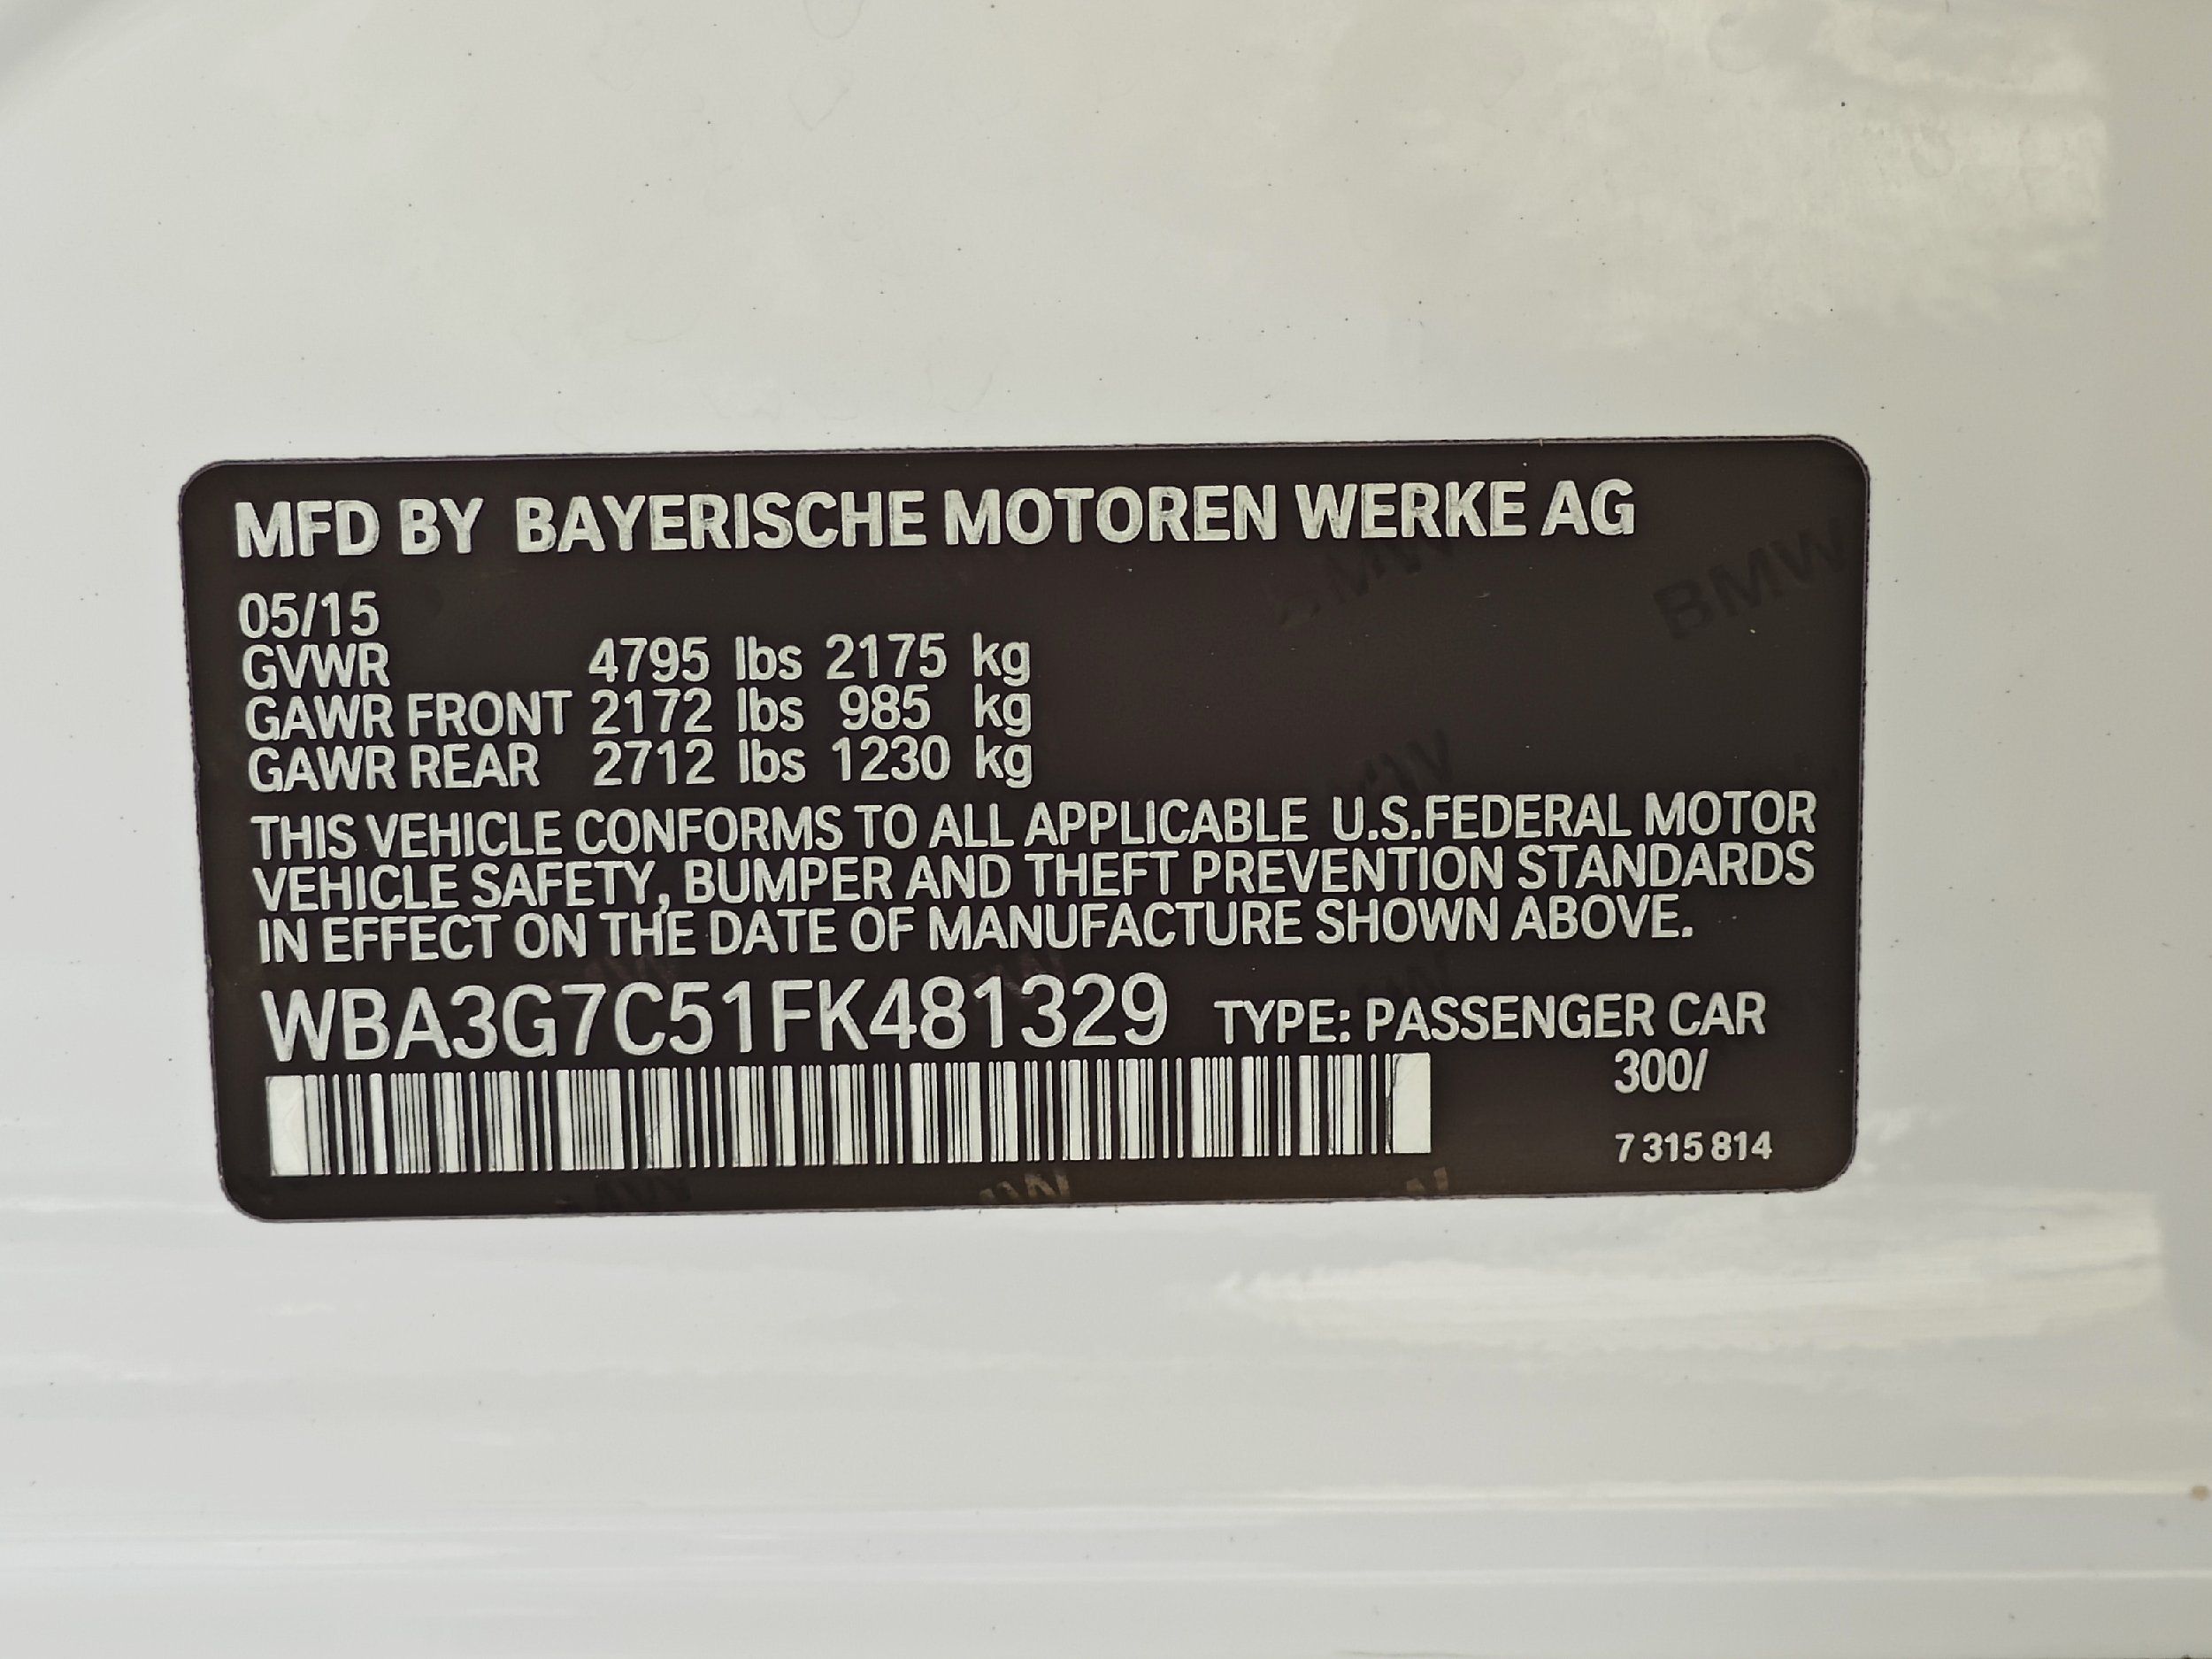 MFD BY BAYERISCHE MOTOREN WERKE AG
BMW
05/15
GVWR 4795 lbs 2175 kg
GAWR FRONT 2172 lbs 985 kg
GAWR REAR 2712 lbs 1230 kg
THIS VEHICLE CONFORMS TO ALL APPLICABLE U.S.FEDERAL MOTOR
VEHICLE SAFETY, BUMPER AND THEFT PREVENTION STANDARDS
IN EFFECT ON THE DATE OF MANUFACTURE SHOWN ABOVE.
WBA3G7C51FK481329 TYPE: PASSENGER CAR
300/
7 315 814